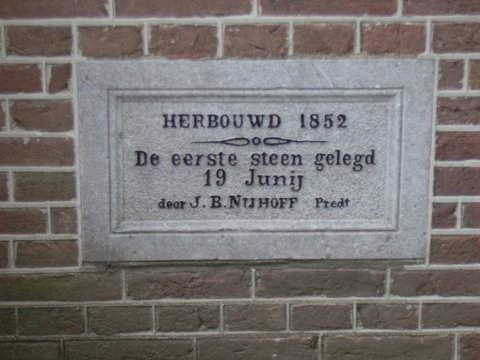 HERBOUWD 1852
De eerste steen gelegd
19 Junij
door J. B. NIJHOFF Predt